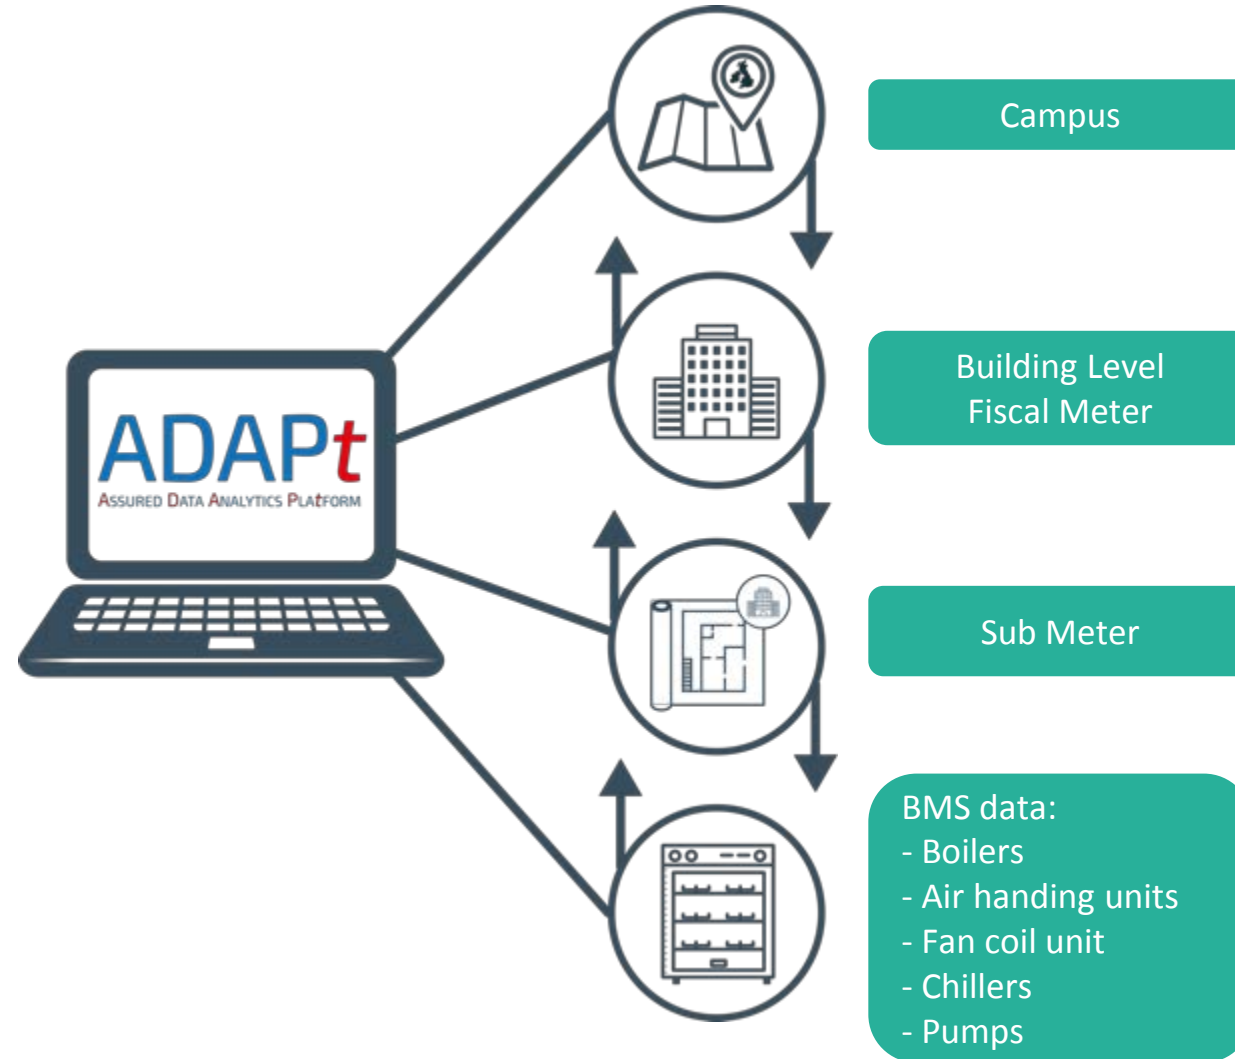 Campus
Building Level
Fiscal Meter
ADAPt
ASSURED DATA ANALYTICS PLAtFORM
Sub Meter
BMS data:
- Boilers
- Air handing units
- Fan coil unit
- Chillers
- Pumps